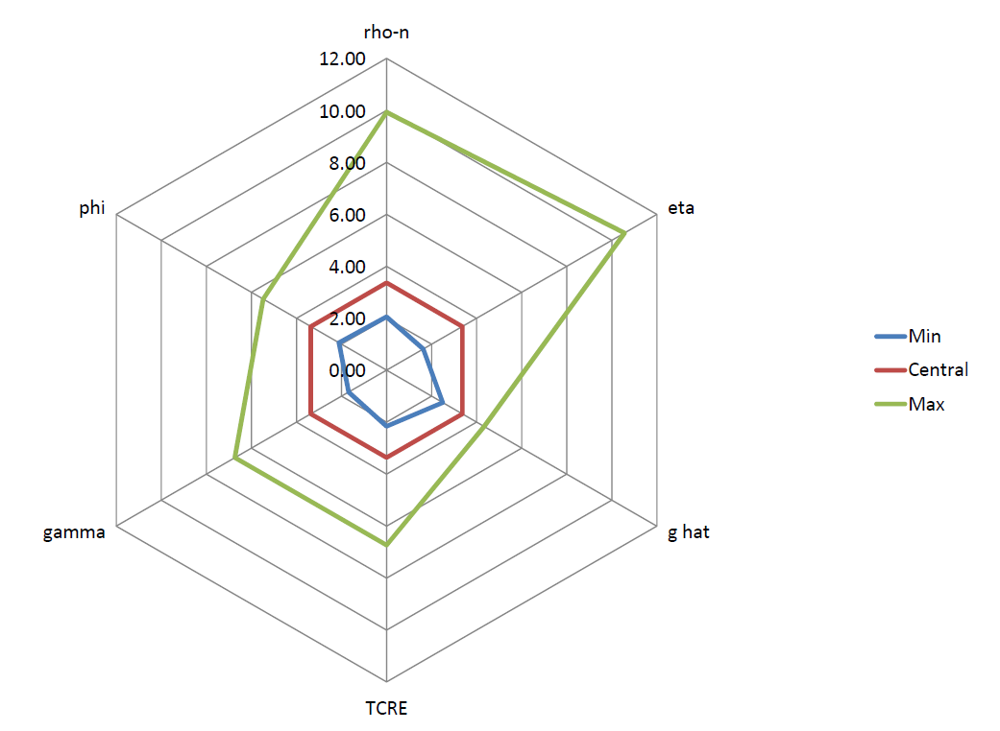 rho-n
12.00
10.00
8.00
6.00
4.00
2.00
0.00
phi
eta
gamma
g hat
TCRE
Min
Central
Max